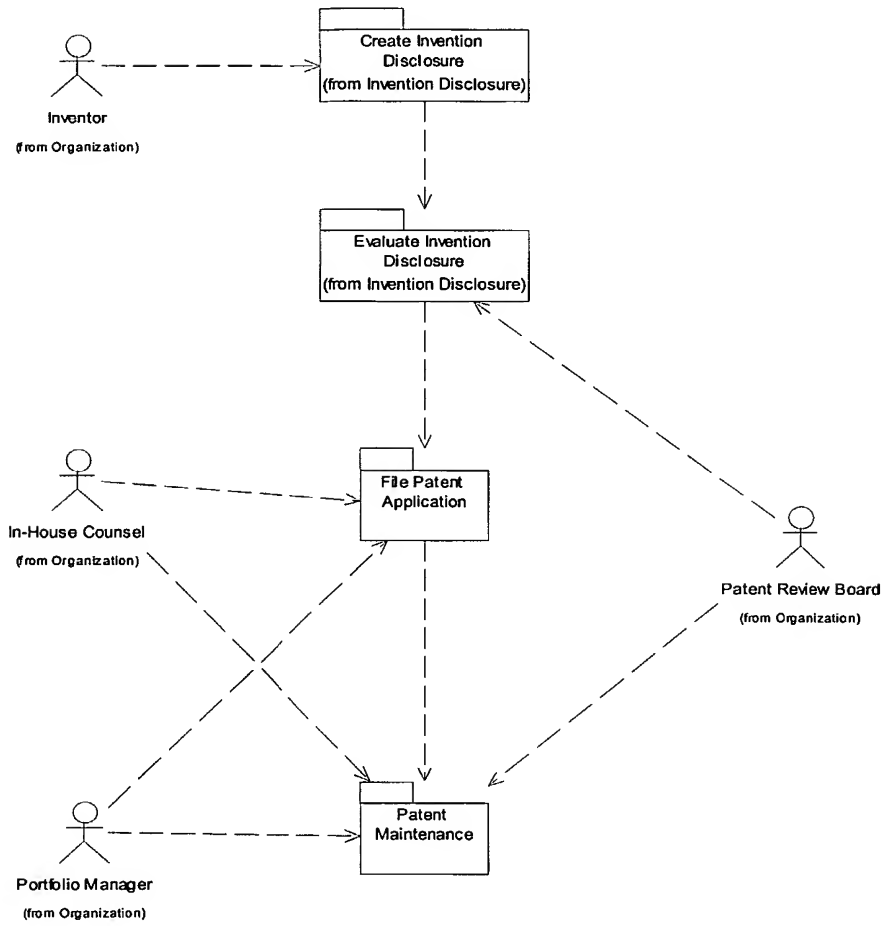 Create Invention
Disclosure
(from Invention Disclosure)
Inventor
(from Organization)
Evaluate Invention
Disclosure
(from Invention Disclosure)
File Patent
Application
In-House Counsel
(from Organization)
Patent Review Board
(from Organization)
Patent
Maintenance
Portfolio Manager
(from Organization)